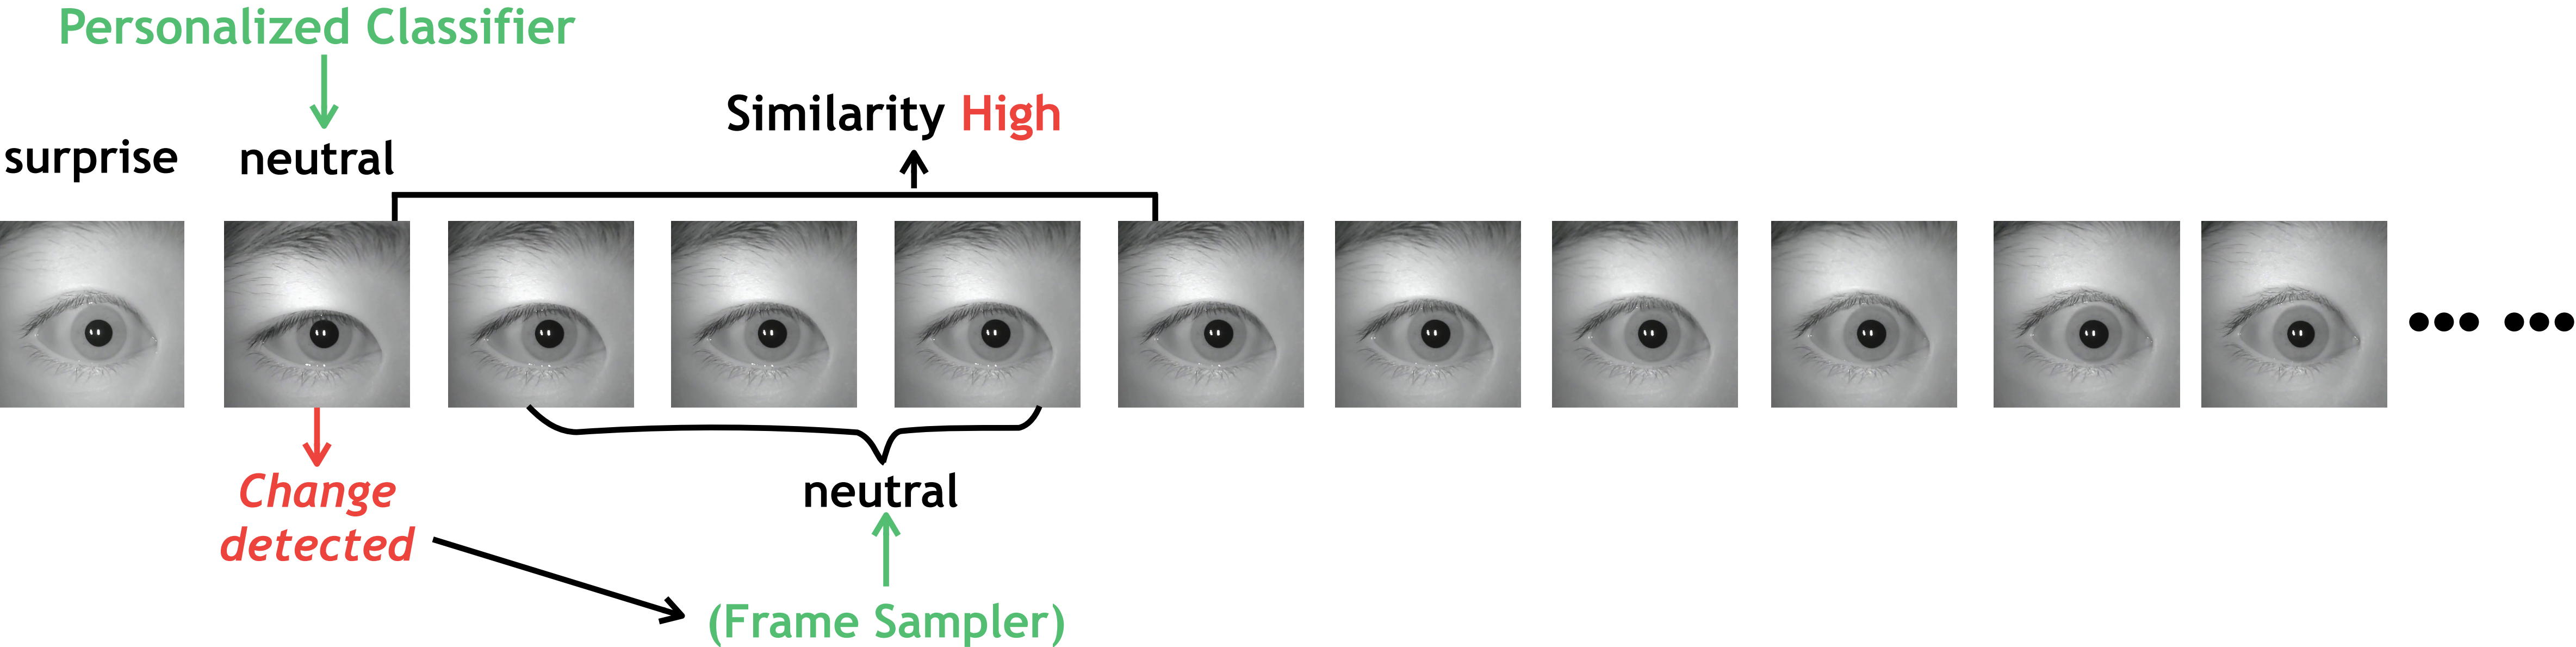 Personalized Classifier
Similarity High
surprise
neutral
Change
detected
neutral
(Frame Sampler)